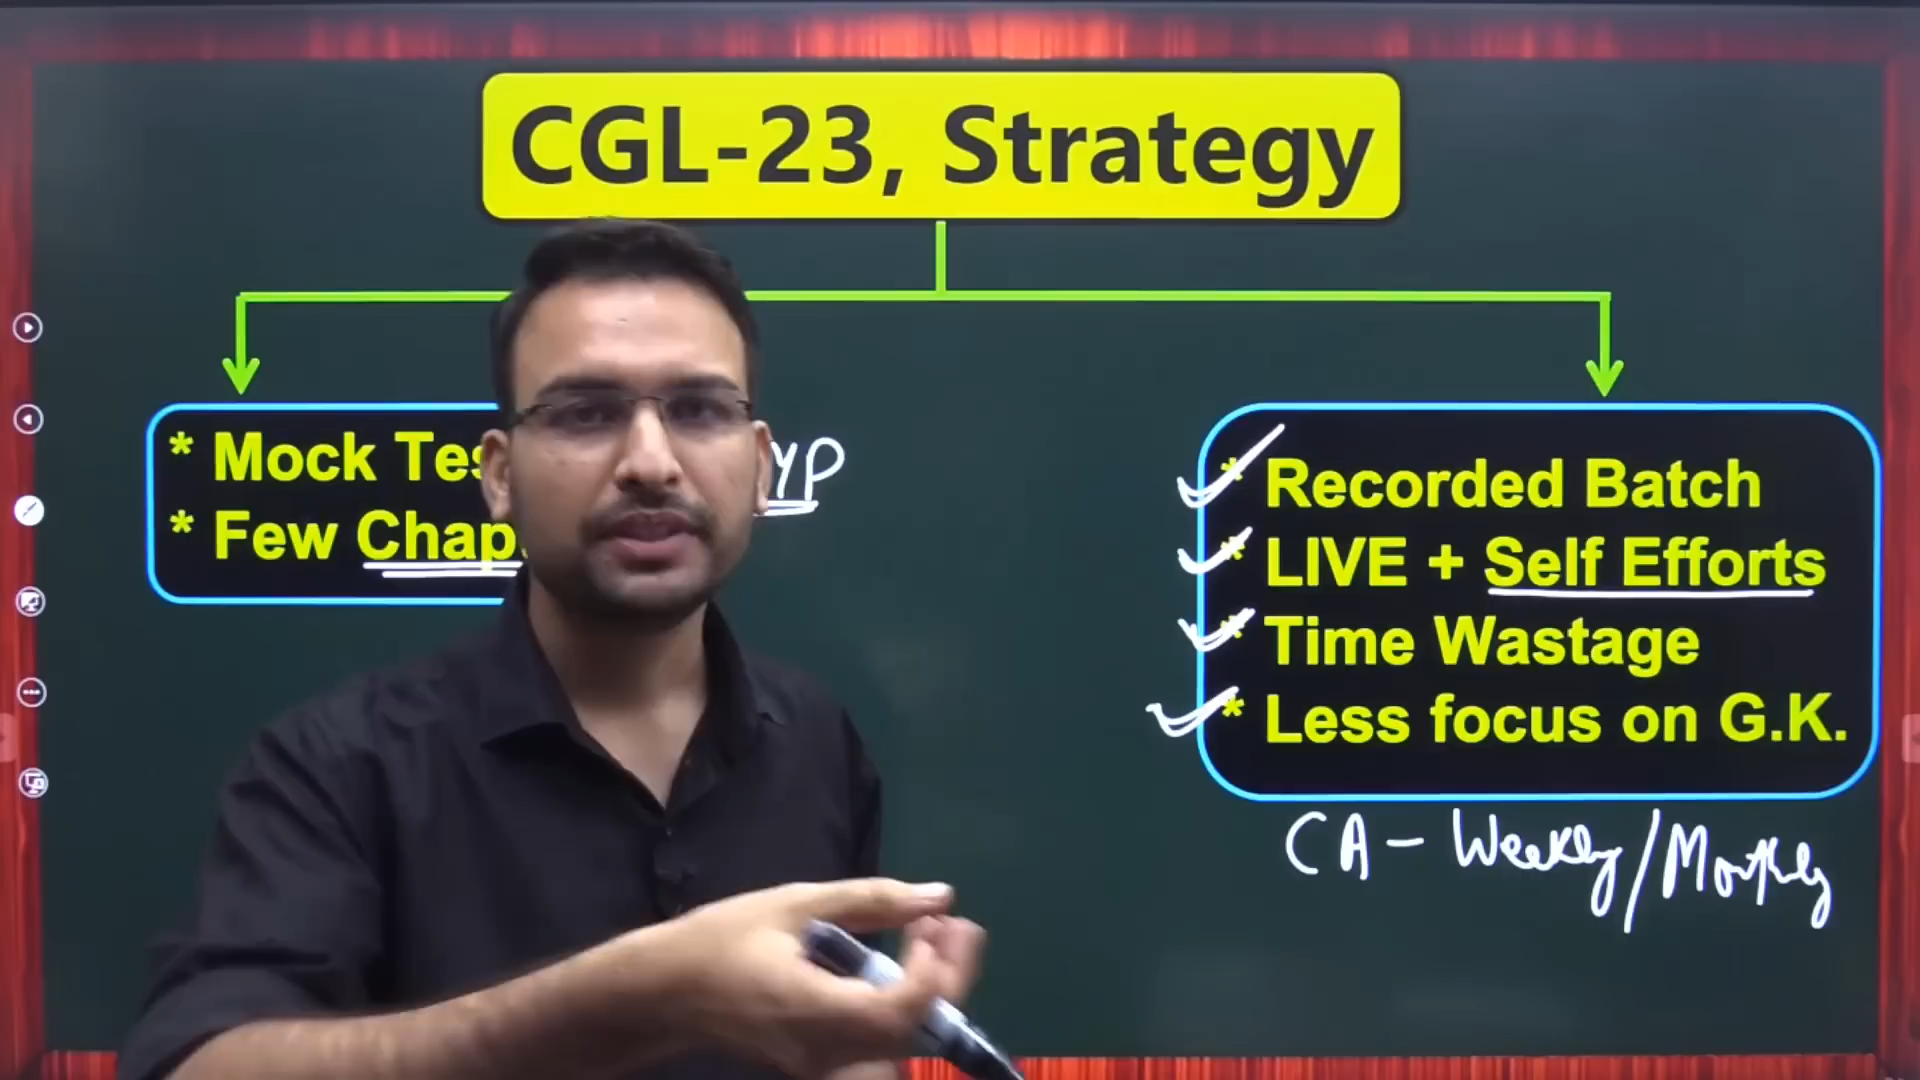 CGL-23, Strategy
* Mock Tes
* Few Chap
YP
* Recorded Batch
* LIVE + Self Efforts
* Time Wastage
* Less focus on G.K.
CA - Weekly/Monthly